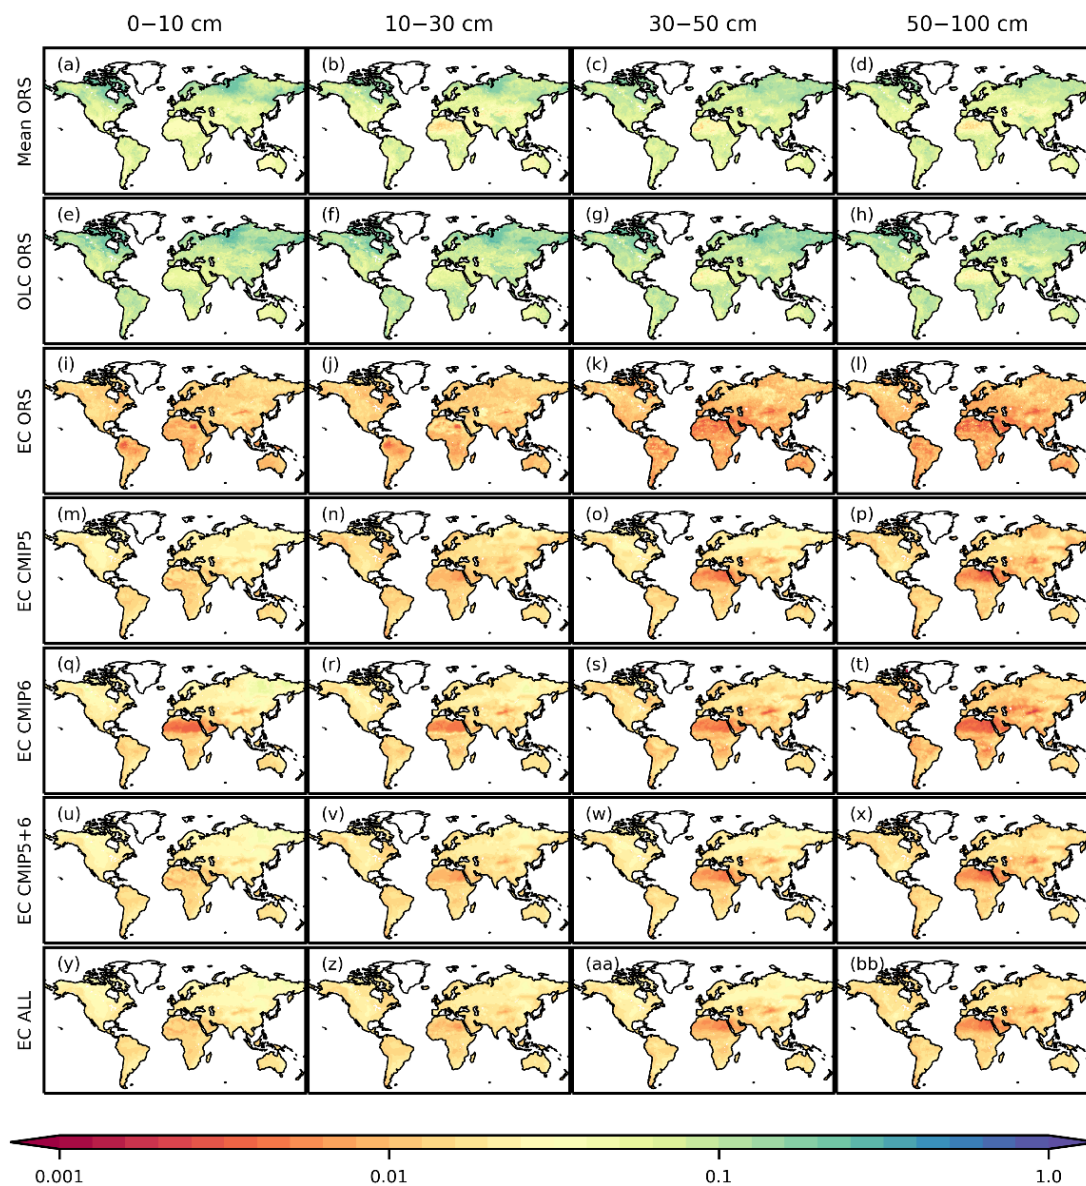 0−10 cm 10−30 cm 30−50 cm 50−100 cm
Mean ORS
(a) (b) (c) (d)
OLC ORS
(e) (f) (g) (h)
EC ORS
(i) (j) (k) (l)
EC CMIP5
(m) (n) (o) (p)
EC CMIP6
(q) (r) (s) (t)
EC CMIP5+6
(u) (v) (w) (x)
EC ALL
(y) (z) (aa) (bb)
0.001 0.01 0.1 1.0